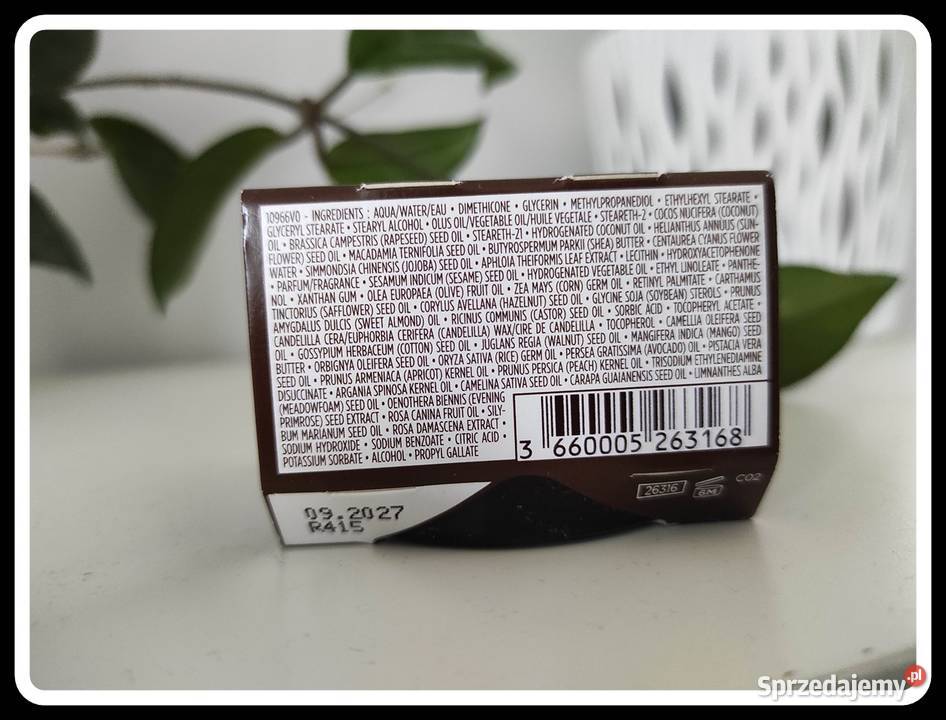 10966V0 - INGREDIENTS : AQUA/WATER/EAU • DIMETHICONE • GLYCERIN • METHYLPROPANEDIOL • ETHYLHEXYL STEARATE •
GLYCERYL STEARATE • STEARYL ALCOHOL • OLUS OIL/VEGETABLE OIL/HUILE VEGETALE • STEARETH-2 • COCOS NUCIFERA (COCONUT)
OIL • BRASSICA CAMPESTRIS (RAPESEED) SEED OIL • STEARETH-21 • HYDROGENATED COCONUT OIL • HELIANTHUS ANNUUS (SUN-
FLOWER) SEED OIL • MACADAMIA TERNIFOLIA SEED OIL • BUTYROSPERMUM PARKII (SHEA) BUTTER • CENTAUREA CYANUS FLOWER
WATER • SIMMONDSIA CHINENSIS (JOJOBA) SEED OIL • APHLOIA THEIFORMIS LEAF EXTRACT • LECITHIN • HYDROXYACETOPHENONE
• PARFUM/FRAGRANCE • SESAMUM INDICUM (SESAME) SEED OIL • HYDROGENATED VEGETABLE OIL • ETHYL LINOLEATE • PANTHE-
NOL • XANTHAN GUM • OLEA EUROPAEA (OLIVE) FRUIT OIL • ZEA MAYS (CORN) GERM OIL • RETINYL PALMITATE • CARTHAMUS
TINCTORIUS (SAFFLOWER) SEED OIL • CORYLUS AVELLANA (HAZELNUT) SEED OIL • GLYCINE SOJA (SOYBEAN) STEROLS • PRUNUS
AMYGDALUS DULCIS (SWEET ALMOND) OIL • RICINUS COMMUNIS (CASTOR) SEED OIL • SORBIC ACID • TOCOPHERYL ACETATE •
CANDELILLA CERA/EUPHORBIA CERIFERA (CANDELILLA) WAX/CIRE DE CANDELILLA • TOCOPHEROL • CAMELLIA OLEIFERA SEED
OIL • GOSSYPIUM HERBACEUM (COTTON) SEED OIL • JUGLANS REGIA (WALNUT) SEED OIL • MANGIFERA INDICA (MANGO) SEED
BUTTER • ORBIGNYA OLEIFERA SEED OIL • ORYZA SATIVA (RICE) GERM OIL • PERSEA GRATISSIMA (AVOCADO) OIL • PISTACIA VERA
SEED OIL • PRUNUS ARMENIACA (APRICOT) KERNEL OIL • PRUNUS PERSICA (PEACH) KERNEL OIL • TRISODIUM ETHYLENEDIAMINE
DISUCCINATE • ARGANIA SPINOSA KERNEL OIL • CAMELINA SATIVA SEED OIL • CARAPA GUAIANENSIS SEED OIL • LIMNANTHES ALBA
(MEADOWFOAM) SEED OIL • OENOTHERA BIENNIS (EVENING
PRIMROSE) SEED EXTRACT • ROSA CANINA FRUIT OIL • SILY-
BUM MARIANUM SEED OIL • ROSA DAMASCENA EXTRACT •
SODIUM HYDROXIDE • SODIUM BENZOATE • CITRIC ACID •
POTASSIUM SORBATE • ALCOHOL • PROPYL GALLATE
3 660005 263168
26316 6M C02
09.2027
R415
Sprzedajemy.pl